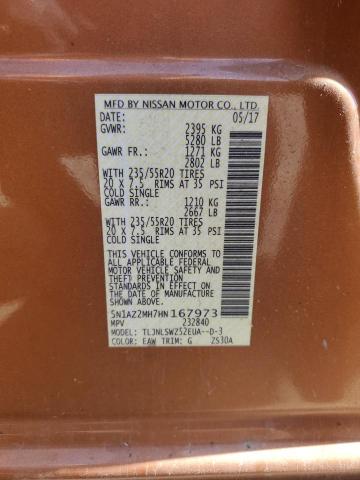 MFD BY NISSAN MOTOR CO., LTD.
05/17
GVWR: 2395 KG
5280 LB
GAWR FR.: 1271 KG
2802 LB
WITH 235/55R20 TIRES
20 X 7.5 RIMS AT 35 PSI
COLD SINGLE
GAWR RR.: 1210 KG
2667 LB
WITH 235/55R20 TIRES
20 X 7.5 RIMS AT 35 PSI
COLD SINGLE
THIS VEHICLE CONFORMS
TO ALL APPLICABLE FEDERAL
MOTOR VEHICLE SAFETY AND
THEFT PREVENTION
STANDARDS IN EFFECT ON
THE DATE OF MANUFACTURE
SHOWN ABOVE.
5N1AZ2MH7HN167973
MPV 232840
MODEL: TLJNLSWZ52EUA--D-3
COLOR: EAW TRIM: G ZS30A